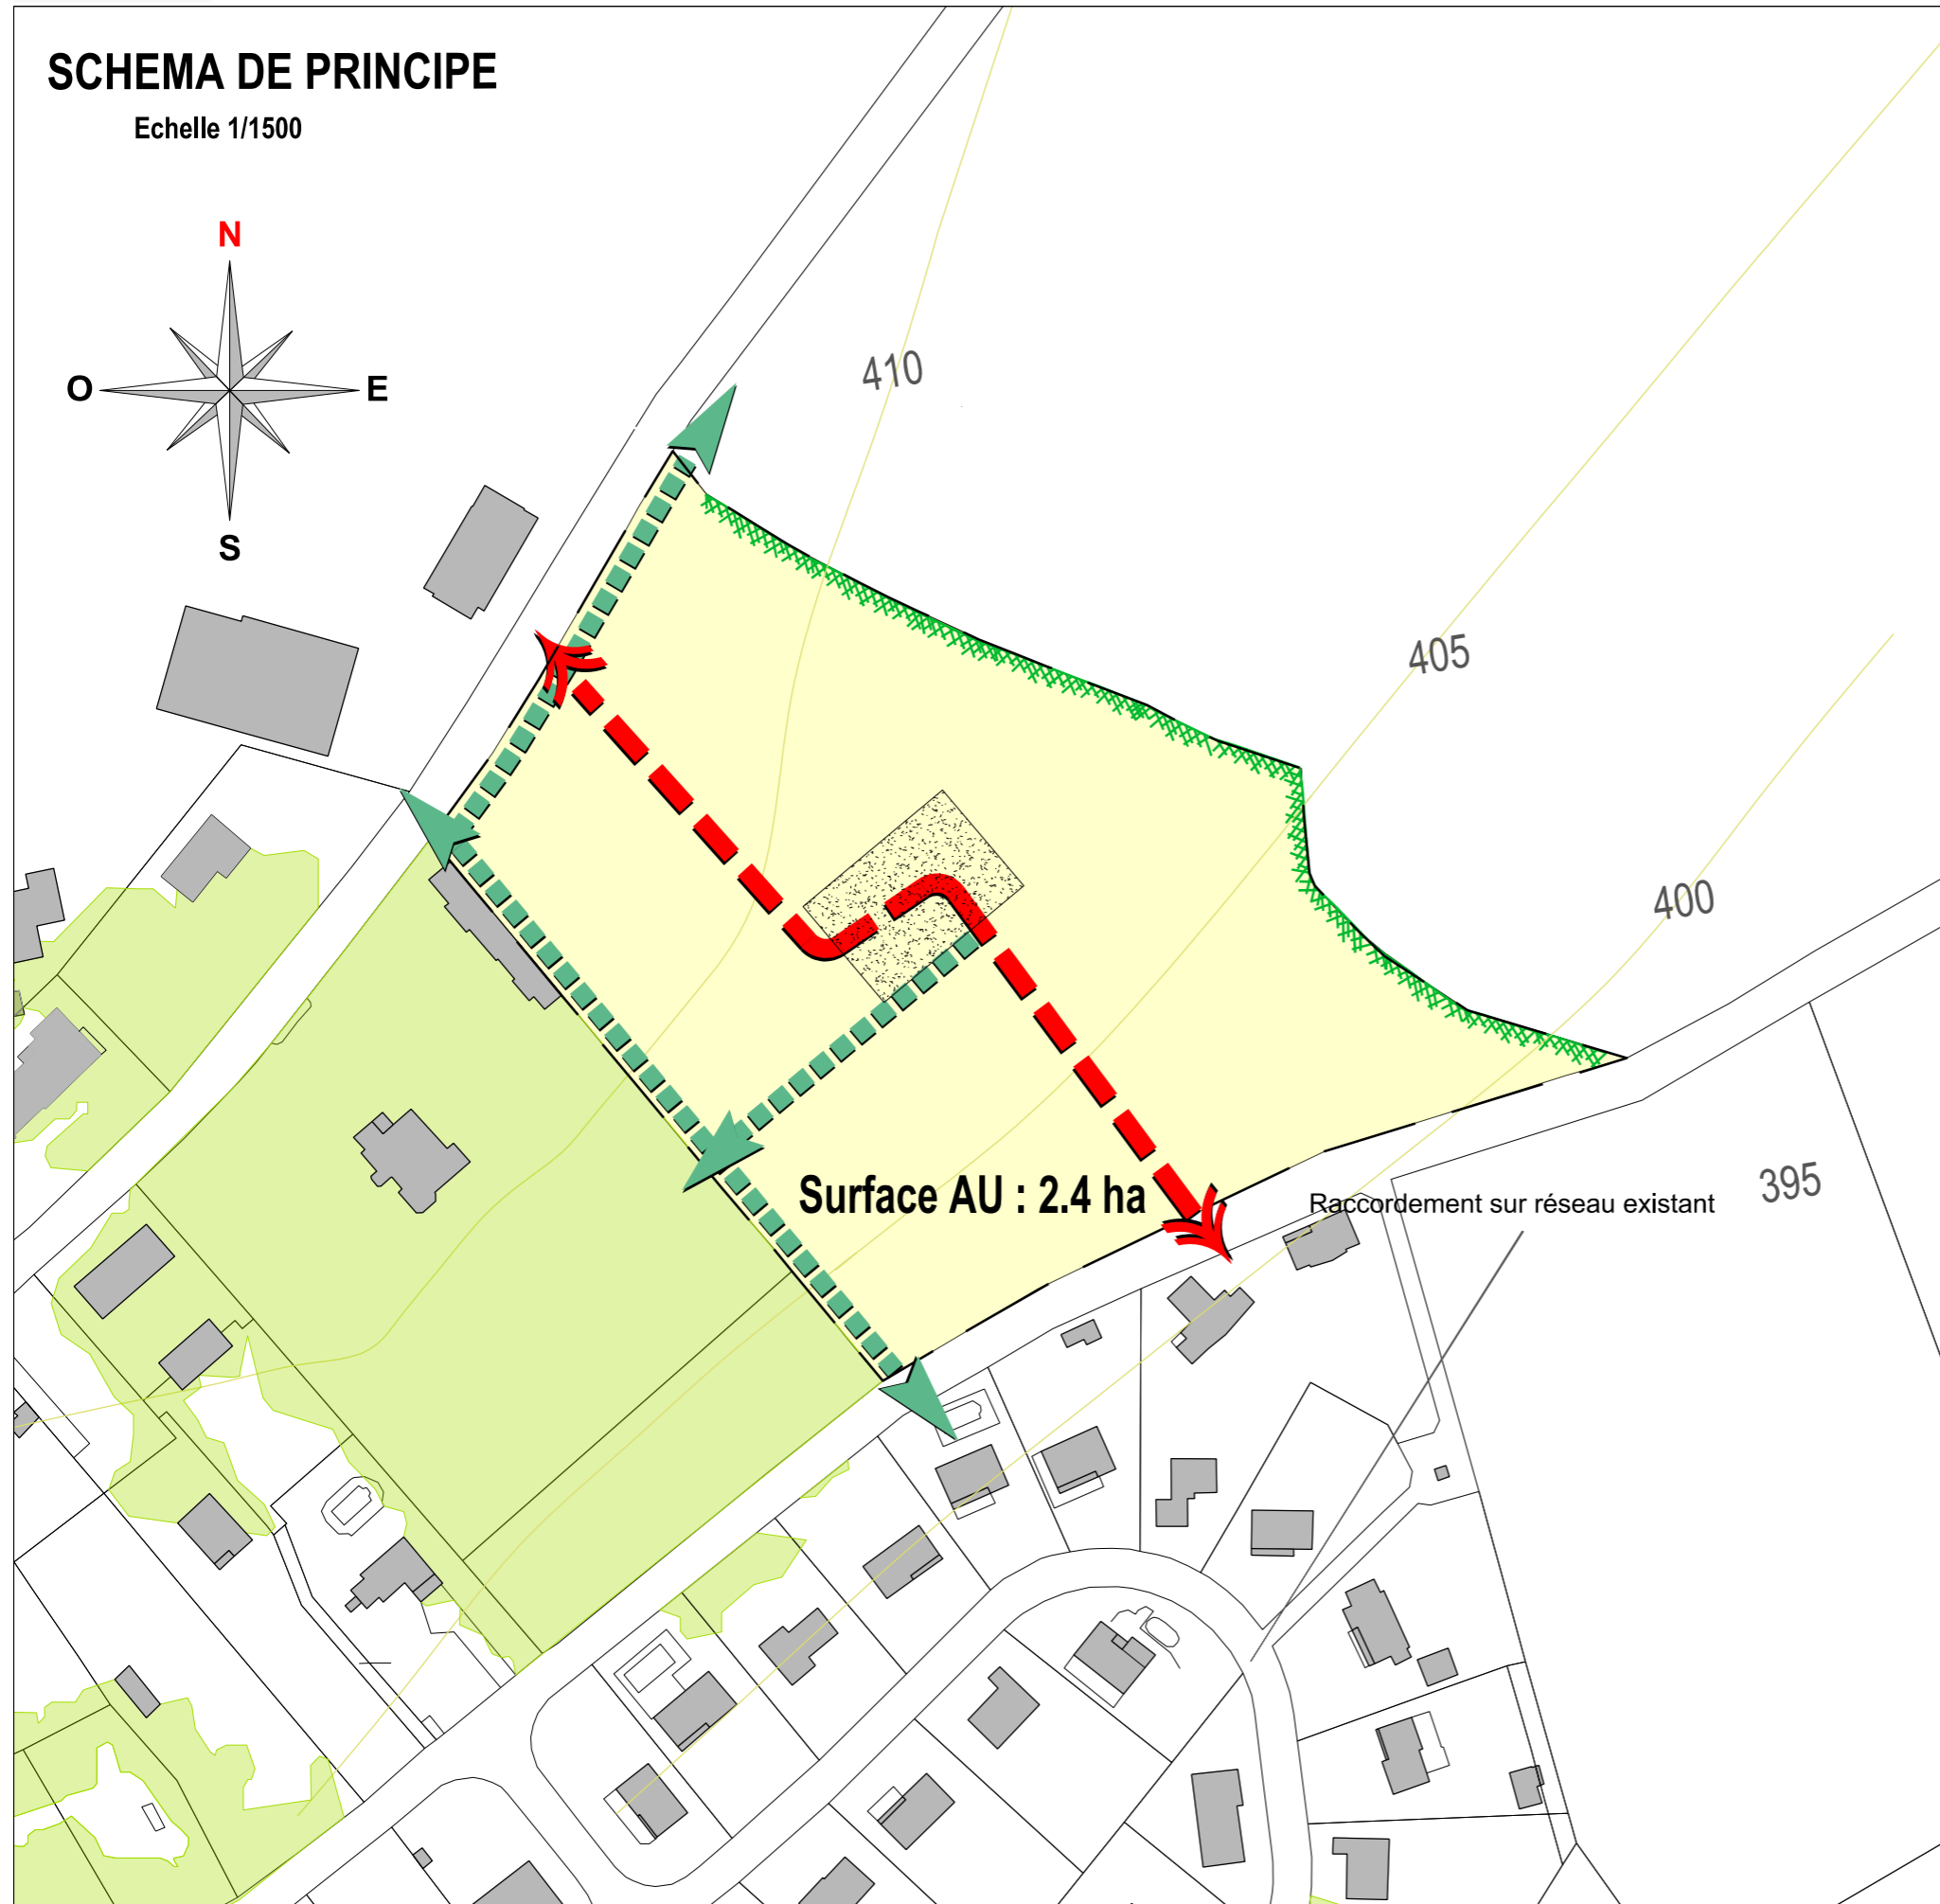 SCHEMA DE PRINCIPE
Echelle 1/1500
N
O
E
S
410
405
400
395
Surface AU : 2.4 ha
Raccordement sur réseau existant